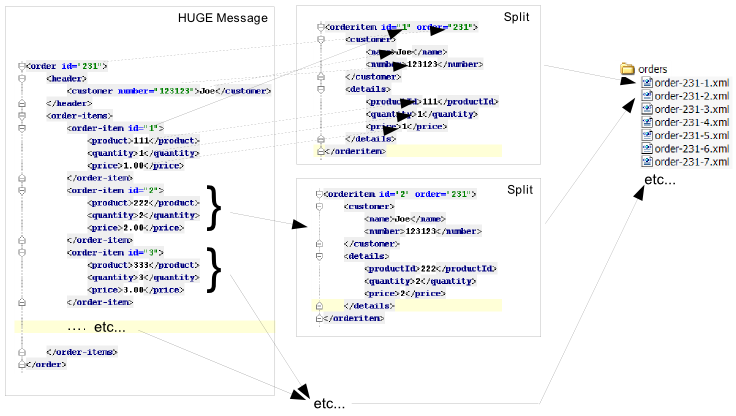 HUGE Message
<order id="231">
<header>
<customer number="123123">Joe</customer>
</header>
<order-items>
<order-item id="1">
<product>111</product>
<quantity>1</quantity>
<price>1.00</price>
</order-item>
<order-item id="2">
<product>222</product>
<quantity>2</quantity>
<price>2.00</price>
</order-item>
<order-item id="3">
<product>333</product>
<quantity>3</quantity>
<price>3.00</price>
</order-item>
.... etc...
</order-items>
</order>
Split
<orderitem id="1" order="231">
<customer>
<name>Joe</name>
<number>123123</number>
</customer>
<details>
<productId>111</productId>
<quantity>1</quantity>
<price>1</price>
</details>
</orderitem>
Split
<orderitem id="2" order="231">
<customer>
<name>Joe</name>
<number>123123</number>
</customer>
<details>
<productId>222</productId>
<quantity>2</quantity>
<price>2</price>
</details>
</orderitem>
etc...
orders
order-231-1.xml
order-231-2.xml
order-231-3.xml
order-231-4.xml
order-231-5.xml
order-231-6.xml
order-231-7.xml
etc...